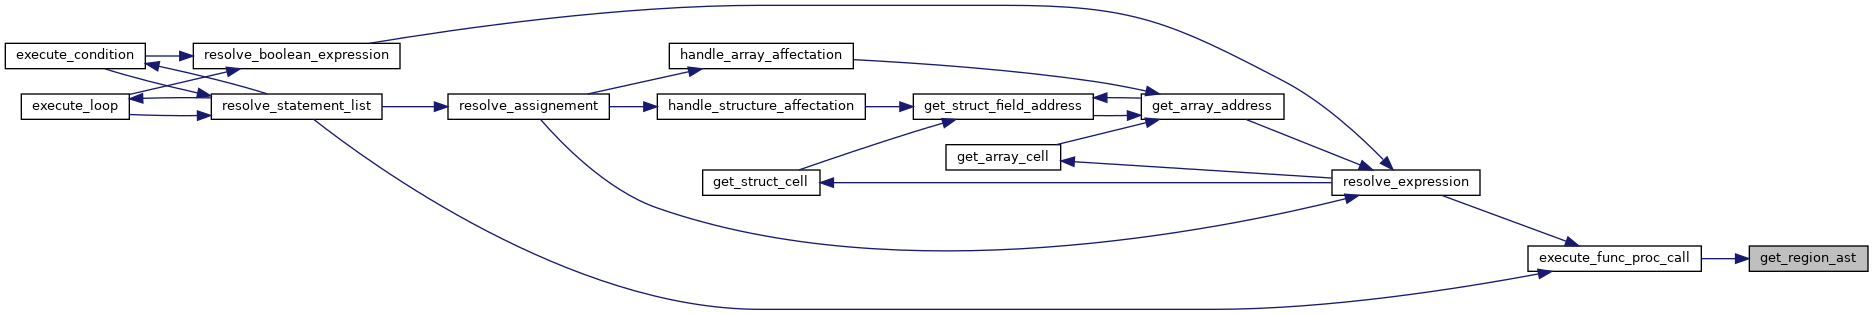 execute_condition
resolve_boolean_expression
handle_array_affectation
execute_loop
resolve_statement_list
resolve_assignement
handle_structure_affectation
get_struct_field_address
get_array_address
get_array_cell
get_struct_cell
resolve_expression
execute_func_proc_call
get_region_ast